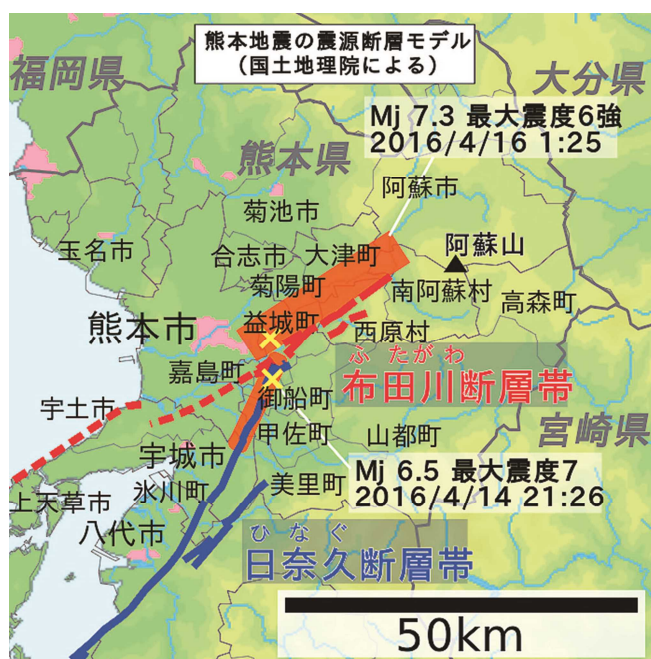 熊本地震の震源断層モデル
（国土地理院による）
福岡県
大分県
Mj 7.3 最大震度6強
2016/4/16 1:25
熊本県
阿蘇市
菊池市
玉名市
合志市
大津町
阿蘇山
菊陽町
南阿蘇村
高森町
熊本市
益城町
西原村
ふたがわ
布田川断層帯
嘉島町
御船町
宇土市
甲佐町
山都町
宮崎県
宇城市
Mj 6.5 最大震度7
2016/4/14 21:26
氷川町
美里町
上天草市
八代市
ひなぐ
日奈久断層帯
50km